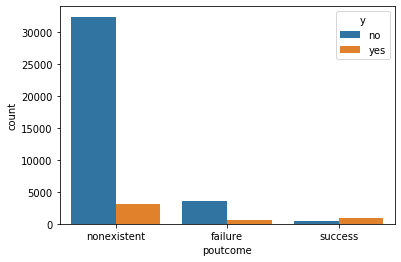 y
no
yes
30000
25000
20000
15000
10000
5000
0
count
nonexistent
failure
success
poutcome